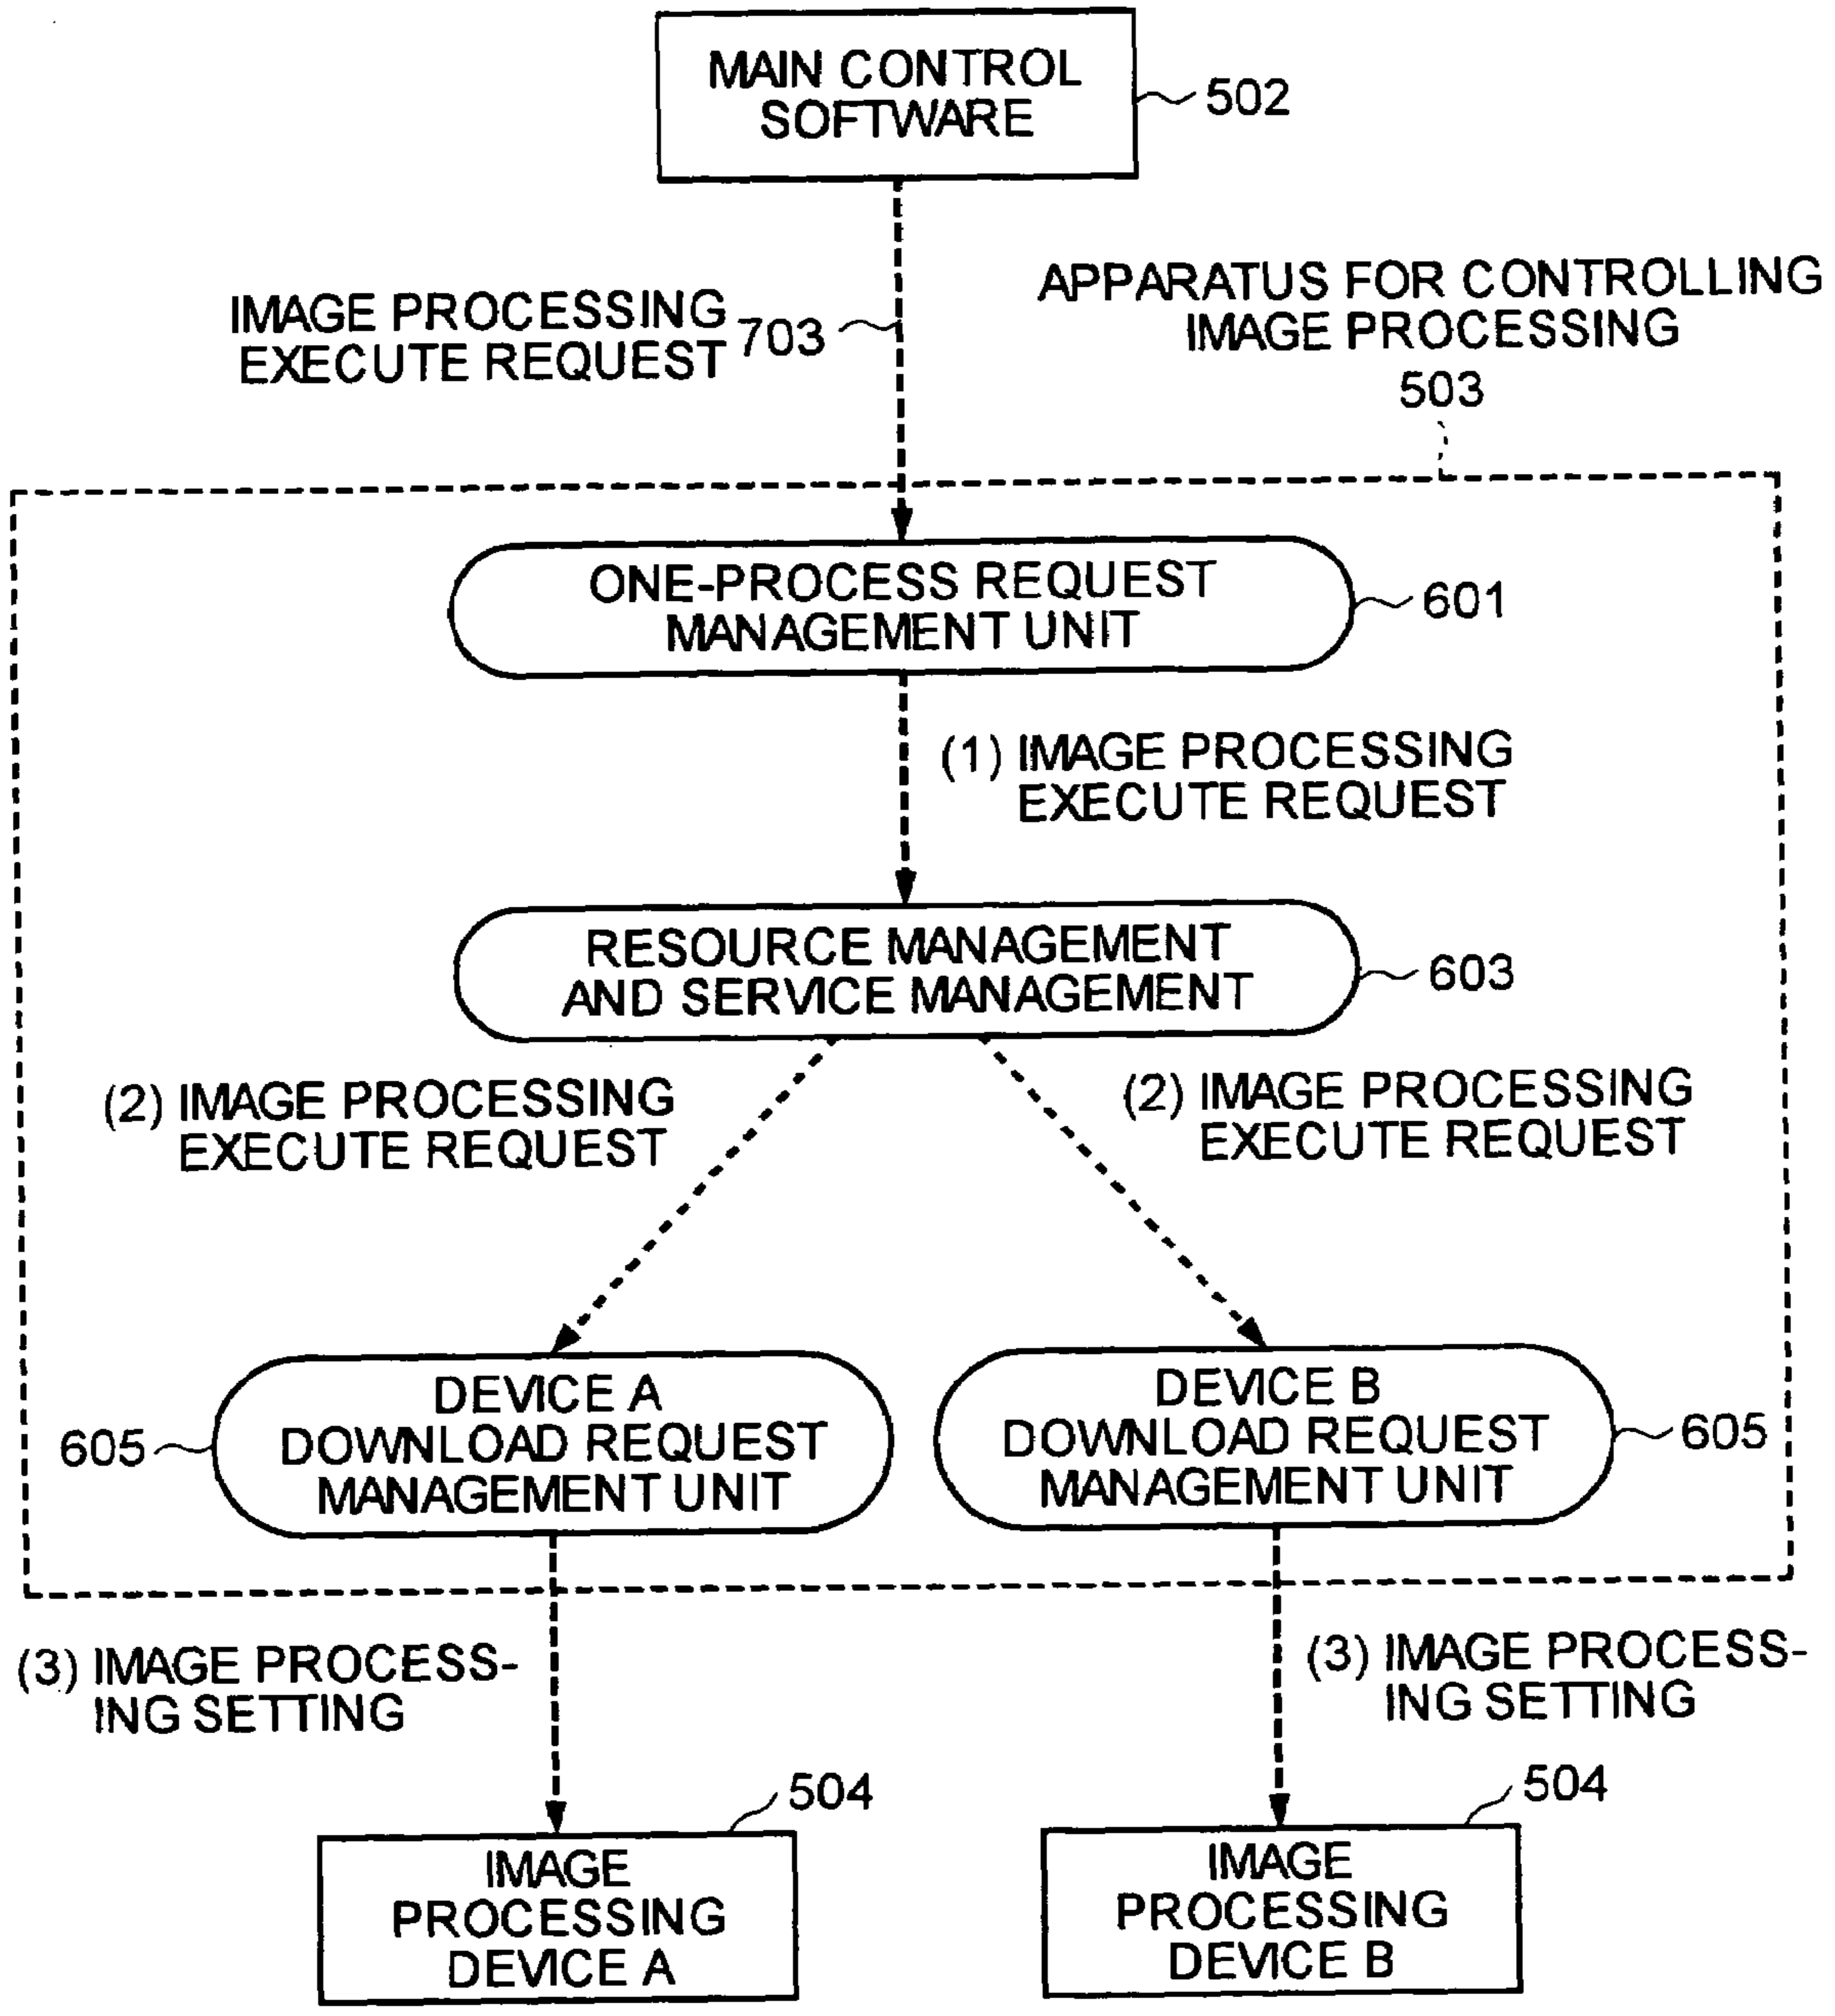 MAIN CONTROL
SOFTWARE
502
IMAGE PROCESSING
EXECUTE REQUEST
703
APPARATUS FOR CONTROLLING
IMAGE PROCESSING
503
ONE-PROCESS REQUEST
MANAGEMENT UNIT
601
(1) IMAGE PROCESSING
EXECUTE REQUEST
RESOURCE MANAGEMENT
AND SERVICE MANAGEMENT
603
(2) IMAGE PROCESSING
EXECUTE REQUEST
(2) IMAGE PROCESSING
EXECUTE REQUEST
605
DEVICE A
DOWNLOAD REQUEST
MANAGEMENT UNIT
DEVICE B
DOWNLOAD REQUEST
MANAGEMENT UNIT
605
(3) IMAGE PROCESS-
ING SETTING
(3) IMAGE PROCESS-
ING SETTING
504
IMAGE
PROCESSING
DEVICE A
504
IMAGE
PROCESSING
DEVICE B